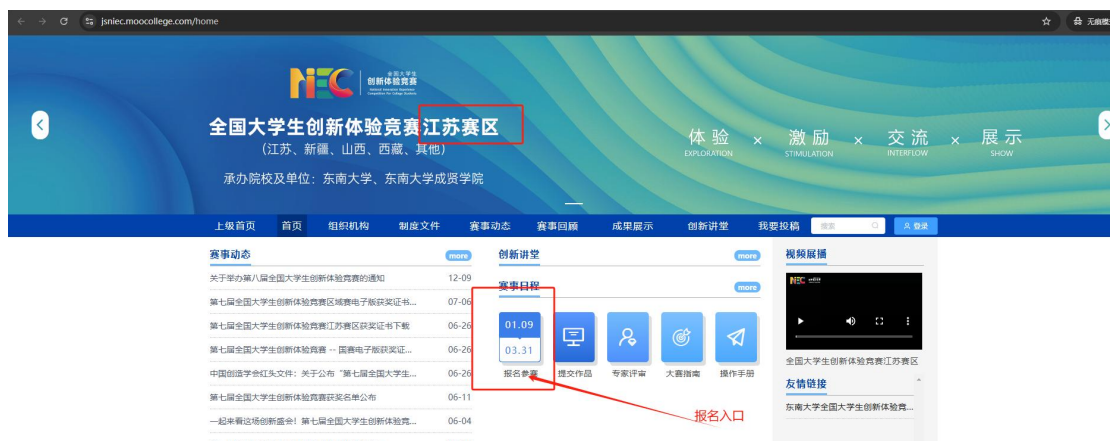 jsniec.moocollege.com/home
无痕模
NEC
全国大学生
创新体验竞赛
National Innovation Experience
Competition for College Students
全国大学生创新体验竞赛江苏赛区
（江苏、新疆、山西、西藏、其他）
承办院校及单位：东南大学、东南大学成贤学院
体验 × 激励 × 交流 × 展示
EXPLORATION STIMULATION INTERFLOW SHOW
上级首页 首页 组织机构 制度文件 赛事动态 赛事回顾 成果展示 创新讲堂 我要投稿 搜索 登录
赛事动态 more
关于举办第八届全国大学生创新体验竞赛的通知 12-09
第七届全国大学生创新体验竞赛区域赛电子版获奖证书... 07-06
第七届全国大学生创新体验竞赛江苏赛区获奖证书下载 06-26
第七届全国大学生创新体验竞赛 -- 国赛电子版获奖证... 06-26
中国创造学会红头文件：关于公布“第七届全国大学生... 06-26
第七届全国大学生创新体验竞赛获奖名单公布 06-11
一起来看这场创新盛会！第七届全国大学生创新体验竞... 06-04
创新讲堂 more
赛事日程 more
01.09
03.31
报名参赛 提交作品 专家评审 大赛指南 操作手册
报名入口
视频展播
NEC
全国大学生创新体验竞赛江苏赛区
友情链接
东南大学全国大学生创新体验竞...